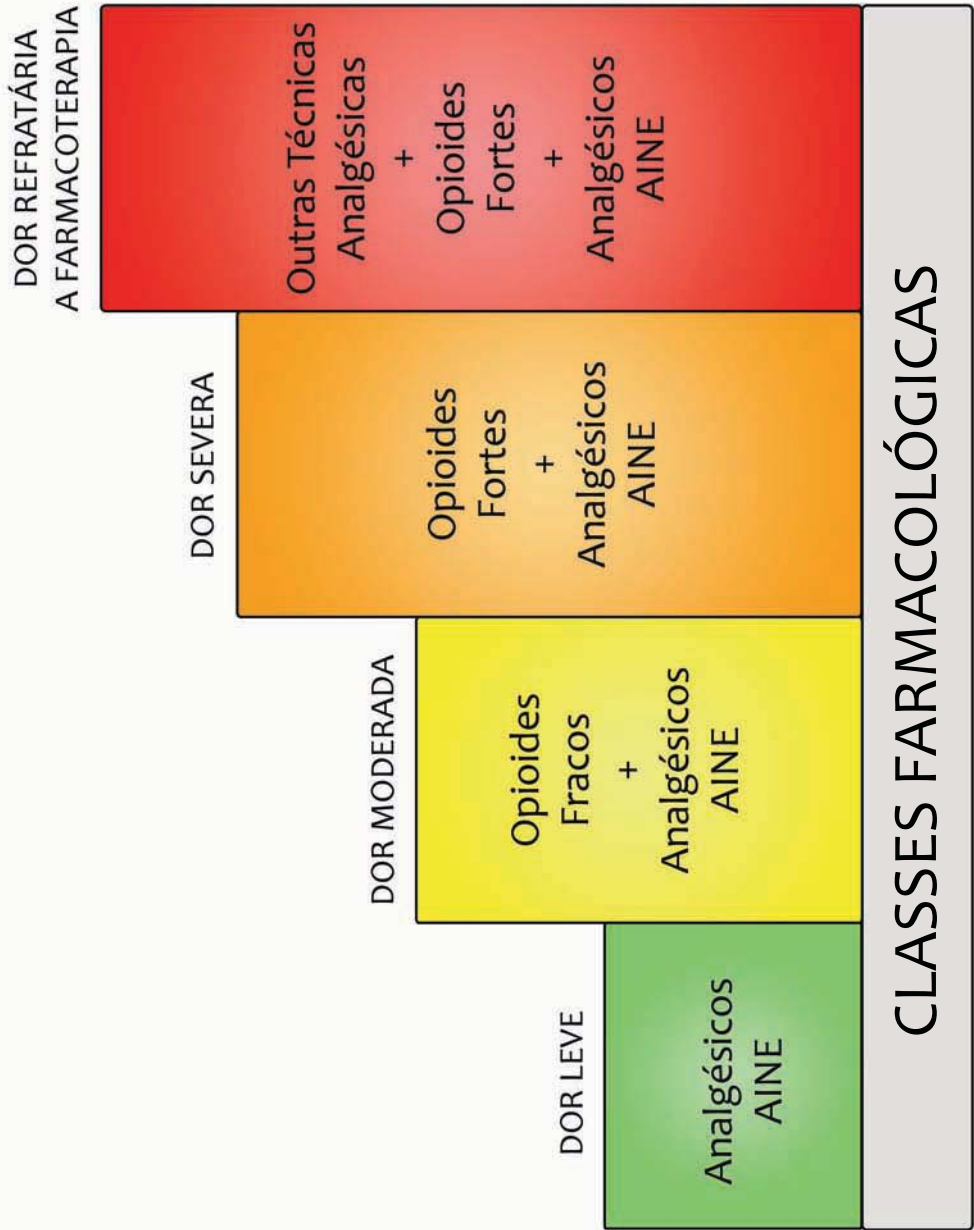 DOR LEVE
Analgésicos
AINE
DOR MODERADA
Opioides
Fracos
+
Analgésicos
AINE
DOR SEVERA
Opioides
Fortes
+
Analgésicos
AINE
DOR REFRATÁRIA
A FARMACOTERAPIA
Outras Técnicas
Analgésicas
+
Opioides
Fortes
+
Analgésicos
AINE
CLASSES FARMACOLÓGICAS